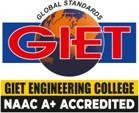 GLOBAL STANDARDS
GIET
GIET ENGINEERING COLLEGE
NAAC A+ ACCREDITED